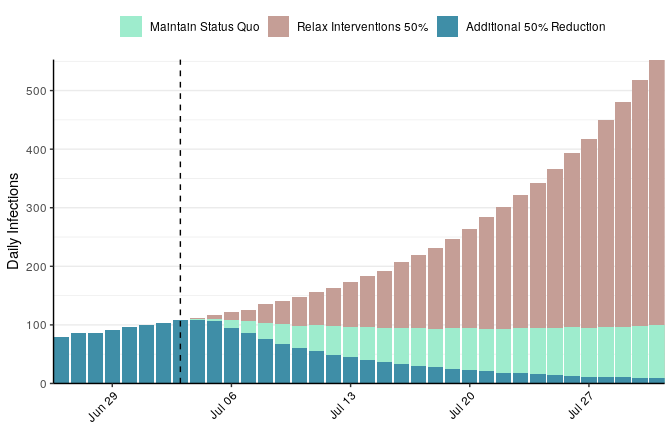 Maintain Status Quo Relax Interventions 50% Additional 50% Reduction
Daily Infections
500
400
300
200
100
0
Jun 29 Jul 06 Jul 13 Jul 20 Jul 27